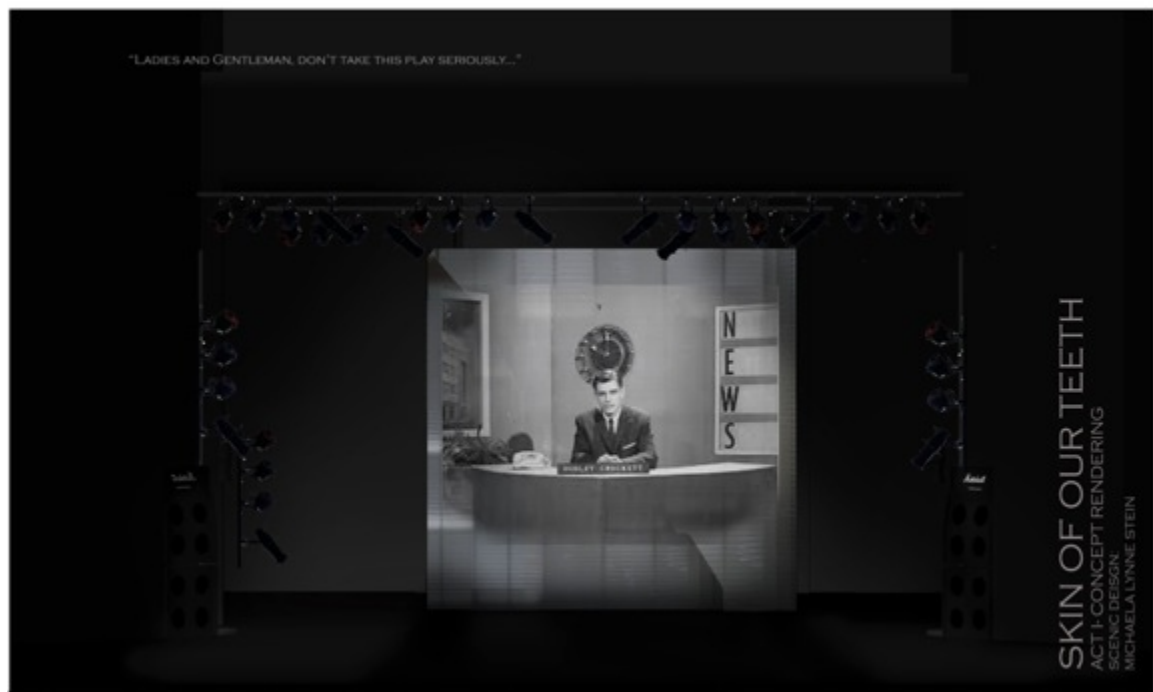 "LADIES AND GENTLEMAN, DON'T TAKE THIS PLAY SERIOUSLY..."
NEWS
SKIN OF OUR TEETH
ACT I- CONCEPT RENDERING
SCENIC DEISGN:
MICHAELA LYNNE STEIN